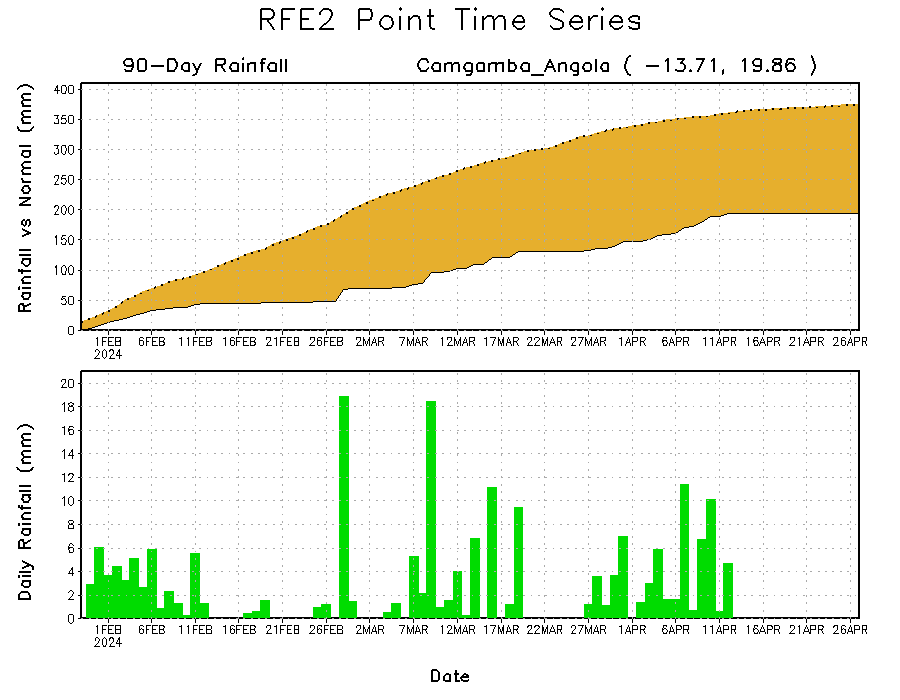 RFE2 Point Time Series
90-Day Rainfall
Camgamba_Angola ( -13.71, 19.86 )
Rainfall vs Normal (mm)
400
350
300
250
200
150
100
50
0
1FEB 6FEB 11FEB 16FEB 21FEB 26FEB 2MAR 7MAR 12MAR 17MAR 22MAR 27MAR 1APR 6APR 11APR 16APR 21APR 26APR
2024
Daily Rainfall (mm)
20
18
16
14
12
10
8
6
4
2
0
1FEB 6FEB 11FEB 16FEB 21FEB 26FEB 2MAR 7MAR 12MAR 17MAR 22MAR 27MAR 1APR 6APR 11APR 16APR 21APR 26APR
2024
Date